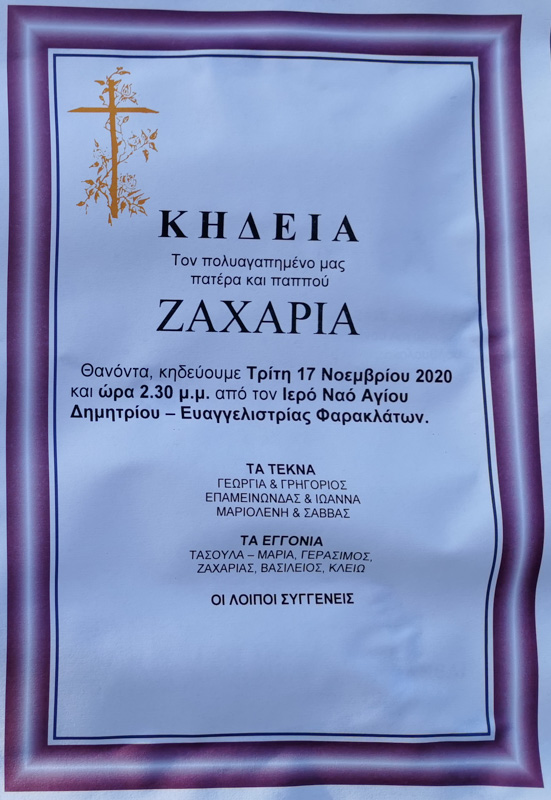 ΚΗΔΕΙΑ
Τον πολυαγαπημένο μας
πατέρα και παππού
ΖΑΧΑΡΙΑ
Θανόντα, κηδεύουμε Τρίτη 17 Νοεμβρίου 2020
και ώρα 2.30 μ.μ. από τον Ιερό Ναό Αγίου
Δημητρίου – Ευαγγελιστρίας Φαρακλάτων.
ΤΑ ΤΕΚΝΑ
ΓΕΩΡΓΙΑ & ΓΡΗΓΟΡΙΟΣ
ΕΠΑΜΕΙΝΩΝΔΑΣ & ΙΩΑΝΝΑ
ΜΑΡΙΟΛΕΝΗ & ΣΑΒΒΑΣ
ΤΑ ΕΓΓΟΝΙΑ
ΤΑΣΟΥΛΑ – ΜΑΡΙΑ, ΓΕΡΑΣΙΜΟΣ,
ΖΑΧΑΡΙΑΣ, ΒΑΣΙΛΕΙΟΣ, ΚΛΕΙΩ
ΟΙ ΛΟΙΠΟΙ ΣΥΓΓΕΝΕΙΣ